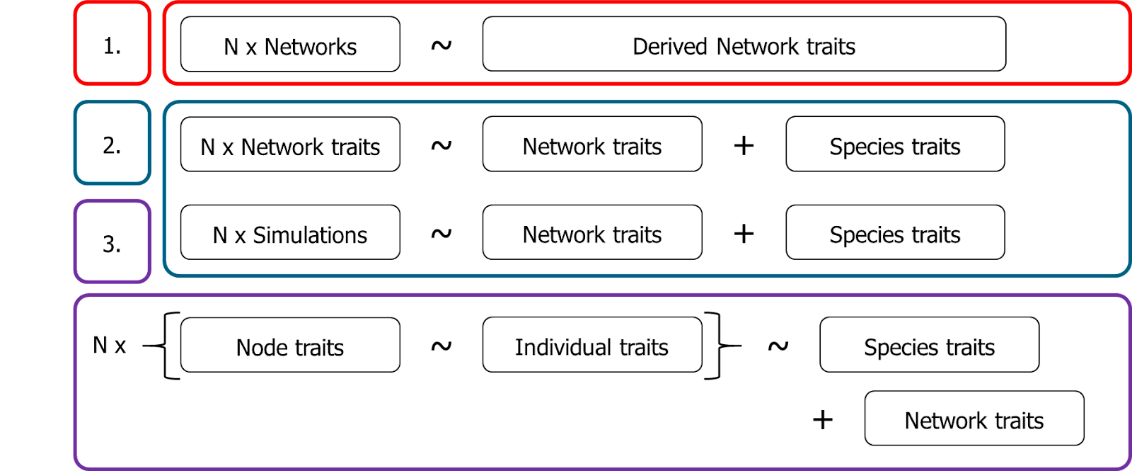 1. N x Networks ~ Derived Network traits
2. N x Network traits ~ Network traits + Species traits
3. N x Simulations ~ Network traits + Species traits
N x { Node traits ~ Individual traits } ~ Species traits
+ Network traits